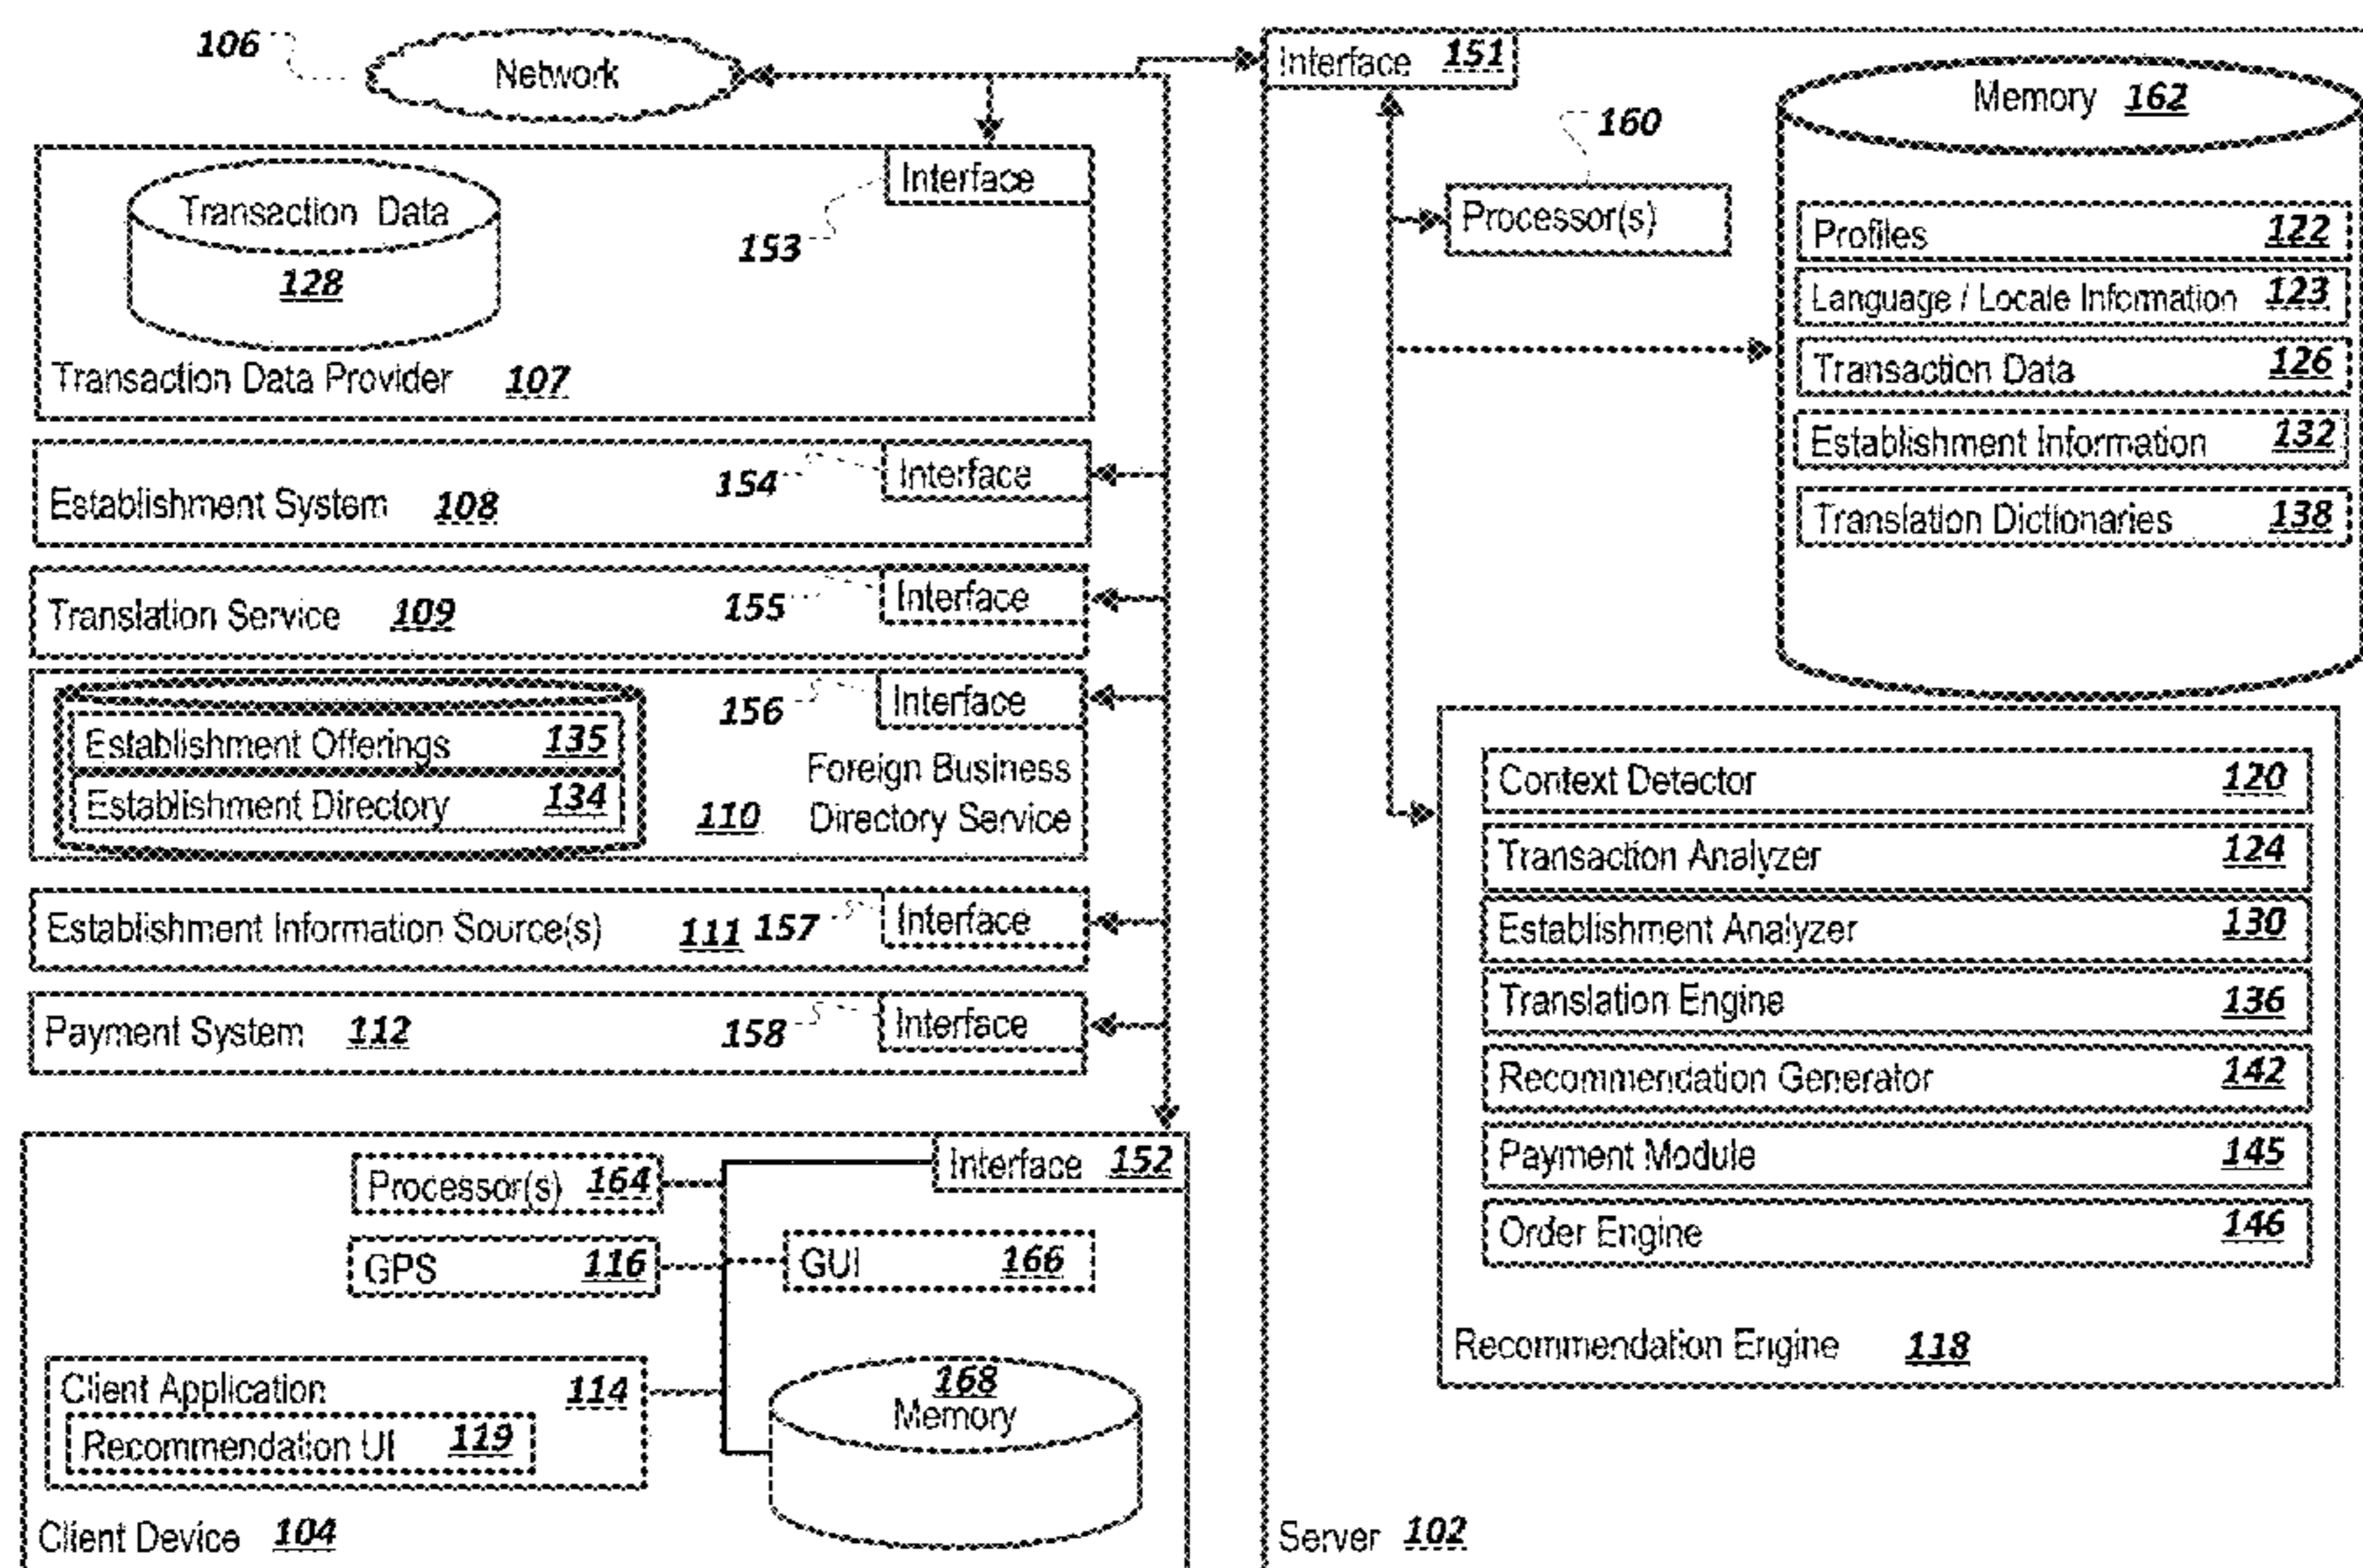 106
Network
Interface
153
Transaction Data
128
Transaction Data Provider 107
Interface
154
Establishment System 108
Interface
155
Translation Service 109
Interface
156
Establishment Offerings 135
Establishment Directory 134
Foreign Business
110 Directory Service
Interface
Establishment Information Source(s) 111 157
Interface
Payment System 112 158
Interface 152
Processor(s) 164
GPS 116
GUI 166
Client Application 114
Recommendation UI 119
168
Memory
Client Device 104
Interface 151
160
Processor(s)
Memory 162
Profiles 122
Language / Locale Information 123
Transaction Data 126
Establishment Information 132
Translation Dictionaries 138
Context Detector 120
Transaction Analyzer 124
Establishment Analyzer 130
Translation Engine 136
Recommendation Generator 142
Payment Module 145
Order Engine 146
Recommendation Engine 118
Server 102